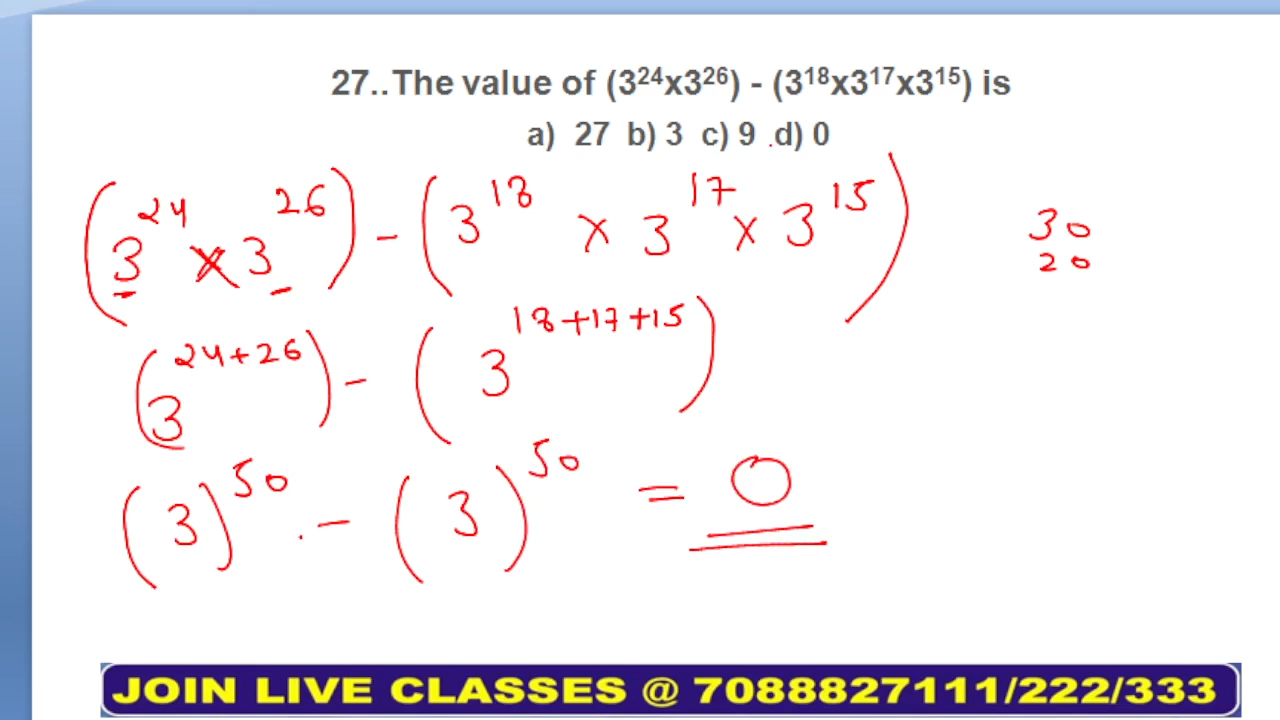 27..The value of (3²⁴x3²⁶) - (3¹⁸x3¹⁷x3¹⁵) is
a) 27 b) 3 c) 9 .d) 0
(3²⁴ × 3²⁶) - (3¹⁸ × 3¹⁷ × 3¹⁵)
30
20
(3²⁴⁺²⁶) - (3¹⁸⁺¹⁷⁺¹⁵)
(3)⁵⁰ - (3)⁵⁰ = 0
JOIN LIVE CLASSES @ 7088827111/222/333